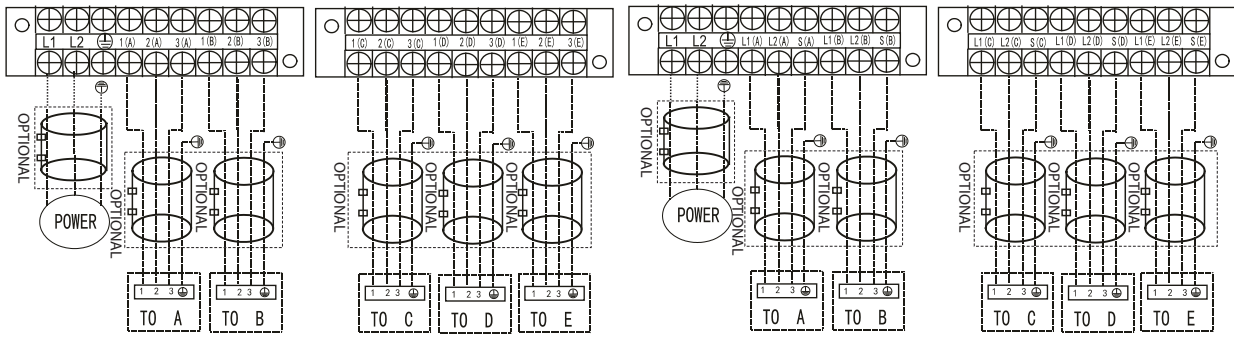 L1 L2 1(A) 2(A) 3(A) 1(B) 2(B) 3(B)
OPTIONAL
POWER
OPTIONAL
OPTIONAL
1 2 3
TO A
1 2 3
TO B
1(C) 2(C) 3(C) 1(D) 2(D) 3(D) 1(E) 2(E) 3(E)
OPTIONAL
OPTIONAL
OPTIONAL
1 2 3
TO C
1 2 3
TO D
1 2 3
TO E
L1 L2 L1(A) L2(A) S(A) L1(B) L2(B) S(B)
OPTIONAL
POWER
OPTIONAL
OPTIONAL
1 2 3
TO A
1 2 3
TO B
L1(C) L2(C) S(C) L1(D) L2(D) S(D) L1(E) L2(E) S(E)
OPTIONAL
OPTIONAL
OPTIONAL
1 2 3
TO C
1 2 3
TO D
1 2 3
TO E